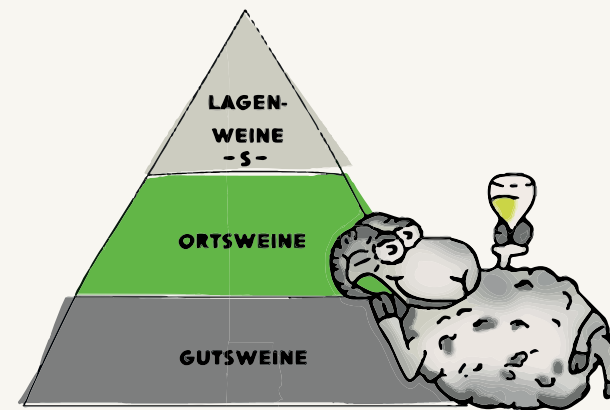 LAGEN-
WEINE
- S -
ORTSWEINE
GUTSWEINE